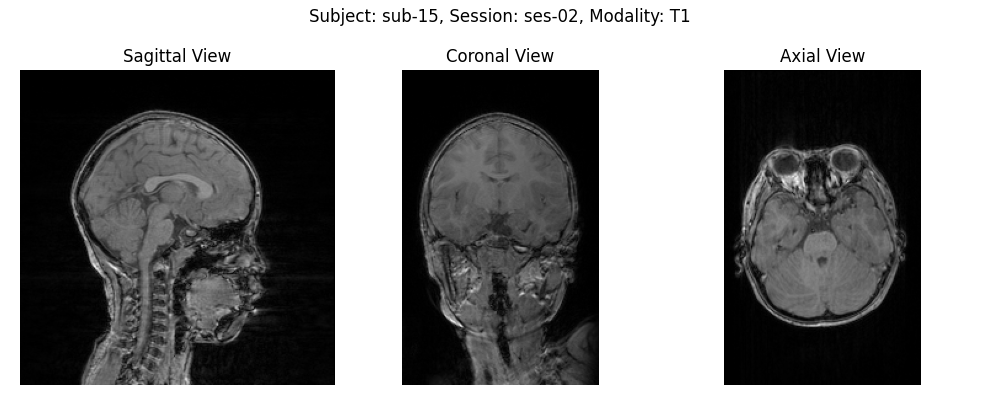 Subject: sub-15, Session: ses-02, Modality: T1
Sagittal View
Coronal View
Axial View